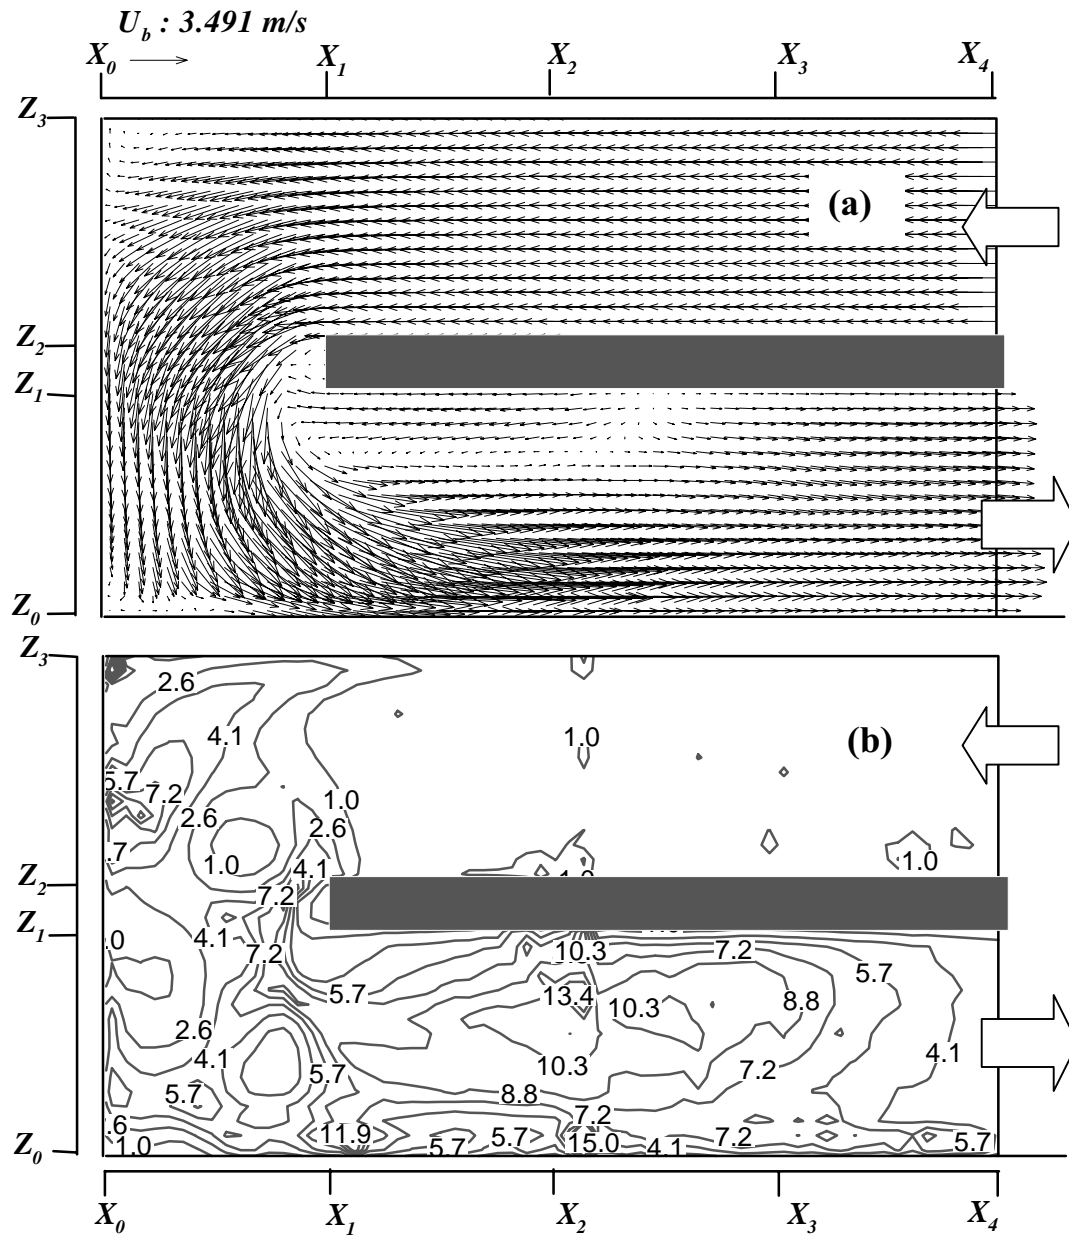 U_b : 3.491 m/s
X_0 X_1 X_2 X_3 X_4
Z_3
(a)
Z_2
Z_1
Z_0
Z_3
2.6
4.1 1.0 (b)
5.7
7.2
1.0
2.6 2.6
.7 1.0 4.1 1.0
Z_2
7.2
Z_1
.0 4.1
7.2 10.3 7.2
5.7 13.4 10.3 8.8 5.7
2.6
4.1 5.7 10.3 7.2 4.1
5.7 8.8
7.2
.6 11.9 5.7 5.7 15.0 4.1 7.2 5.7
1.0
Z_0
X_0 X_1 X_2 X_3 X_4